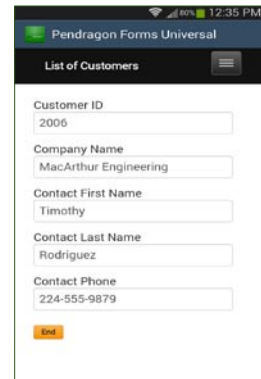 80% 12:35 PM
Pendragon Forms Universal
List of Customers
Customer ID
2006
Company Name
MacArthur Engineering
Contact First Name
Timothy
Contact Last Name
Rodriguez
Contact Phone
224-555-9879
End